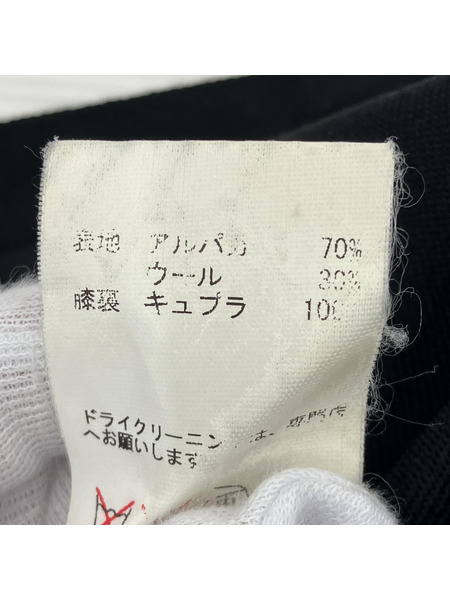 表地 アルパカ 70%
ウール 30%
膝裏 キュプラ 100
ドライクリーニン は、専門店
へお願いします